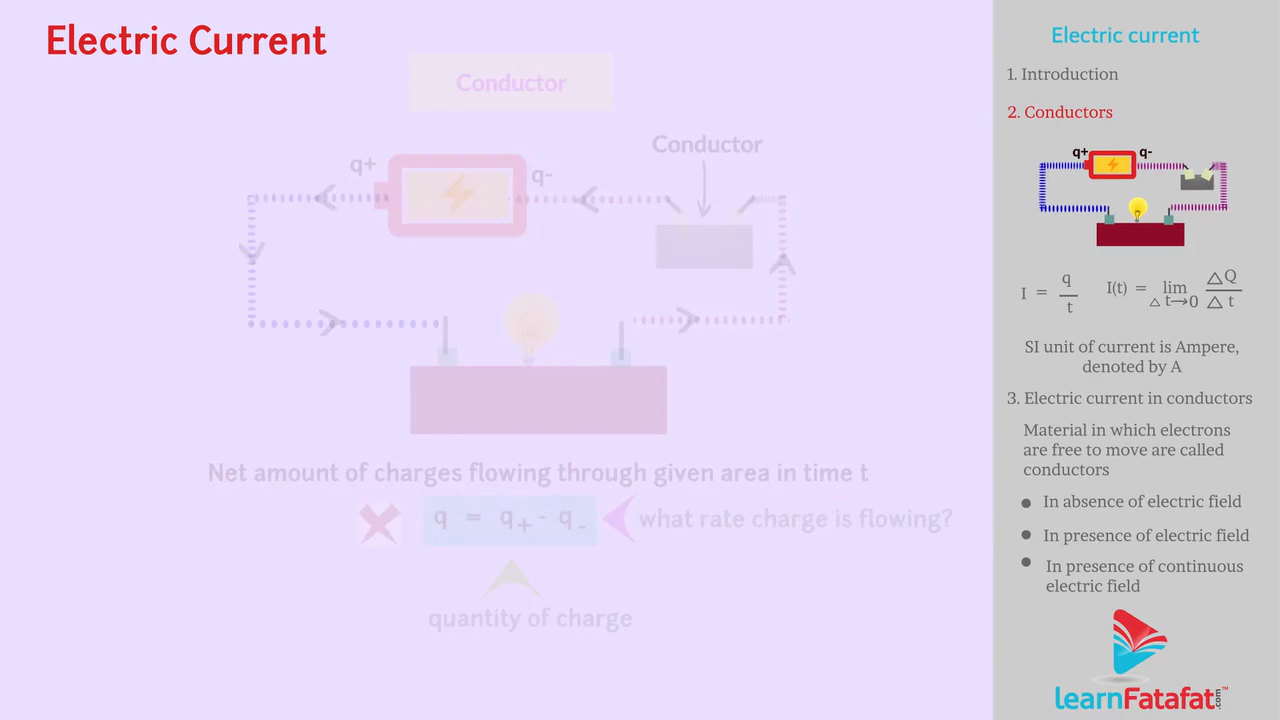 Electric Current
Conductor
Conductor
q+
q-
Net amount of charges flowing through given area in time t
q = q+ - q-
what rate charge is flowing?
quantity of charge
Electric current
1. Introduction
2. Conductors
q+
q-
I = q/t
I(t) = lim △t→0 △Q/△t
SI unit of current is Ampere,
denoted by A
3. Electric current in conductors
Material in which electrons
are free to move are called
conductors
● In absence of electric field
● In presence of electric field
● In presence of continuous
electric field
learnFatafat.com™